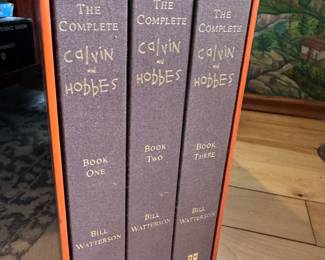 THE
COMPLETE
CALVIN
and
HOBBES
BOOK
ONE
BILL
WATTERSON
THE
COMPLETE
CALVIN
and
HOBBES
BOOK
TWO
BILL
WATTERSON
THE
COMPLETE
CALVIN
and
HOBBES
BOOK
THREE
BILL
WATTERSON